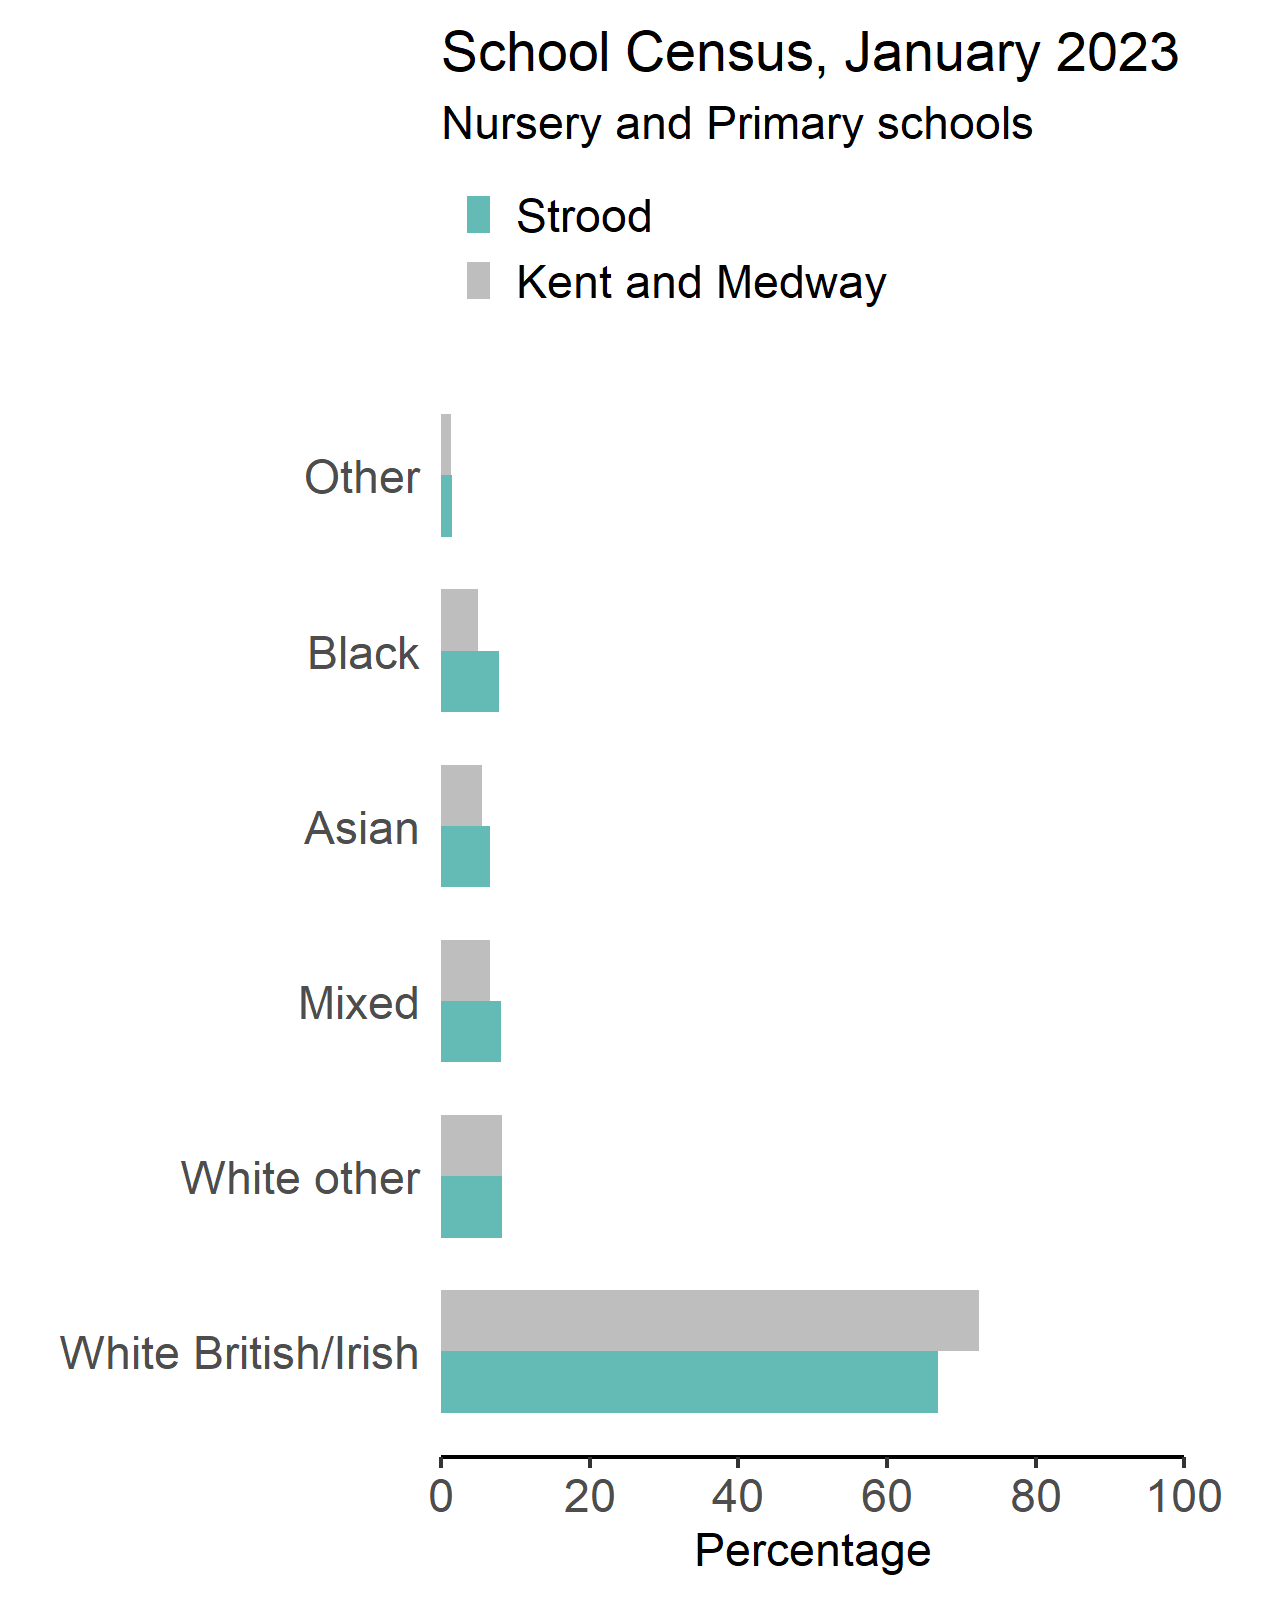 School Census, January 2023
Nursery and Primary schools
Strood
Kent and Medway
Other
Black
Asian
Mixed
White other
White British/Irish
0 20 40 60 80 100
Percentage